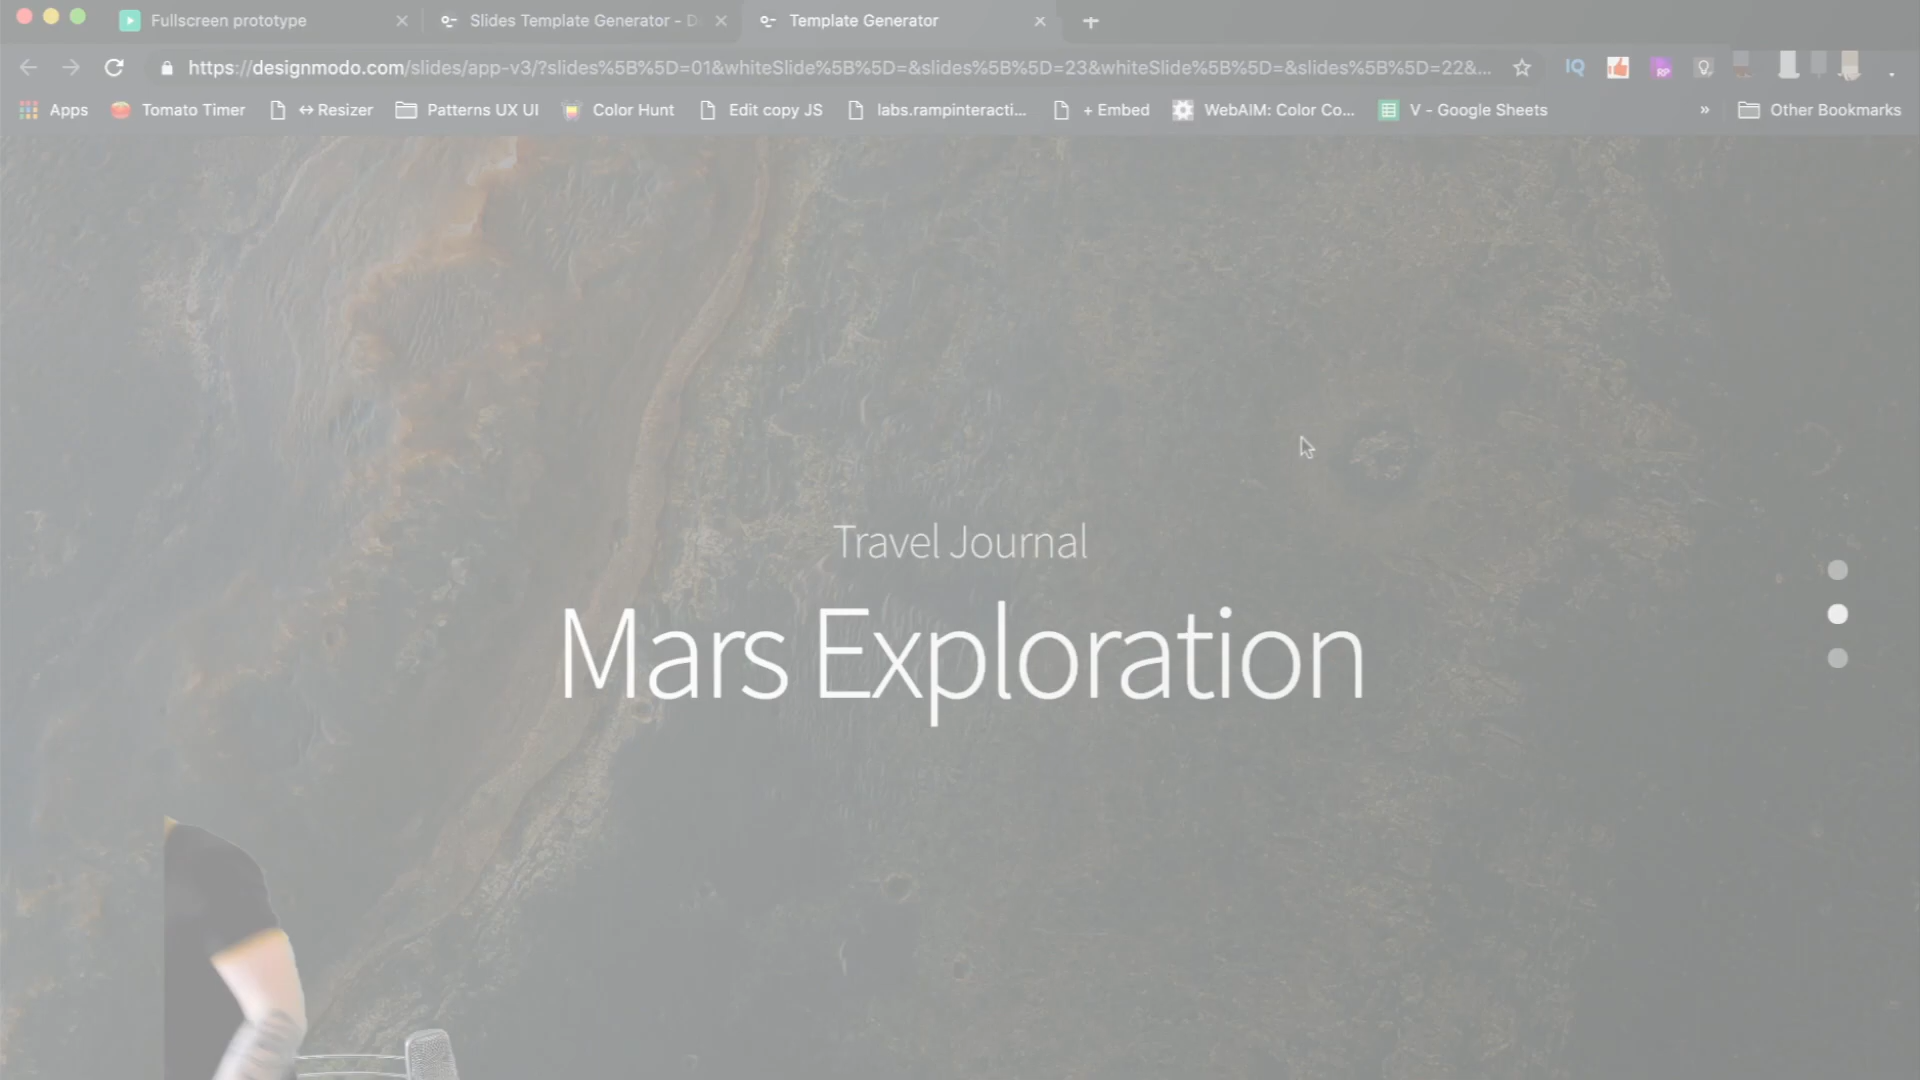 Fullscreen prototype
Slides Template Generator - D
Template Generator
https://designmodo.com/slides/app-v3/?slides%5B%5D=01&whiteSlide%5B%5D=&slides%5B%5D=23&whiteSlide%5B%5D=&slides%5B%5D=22&...
IQ
RP
Apps
Tomato Timer
↔ Resizer
Patterns UX UI
Color Hunt
Edit copy JS
labs.rampinteracti...
+ Embed
WebAIM: Color Co...
V - Google Sheets
»
Other Bookmarks
Travel Journal
Mars Exploration